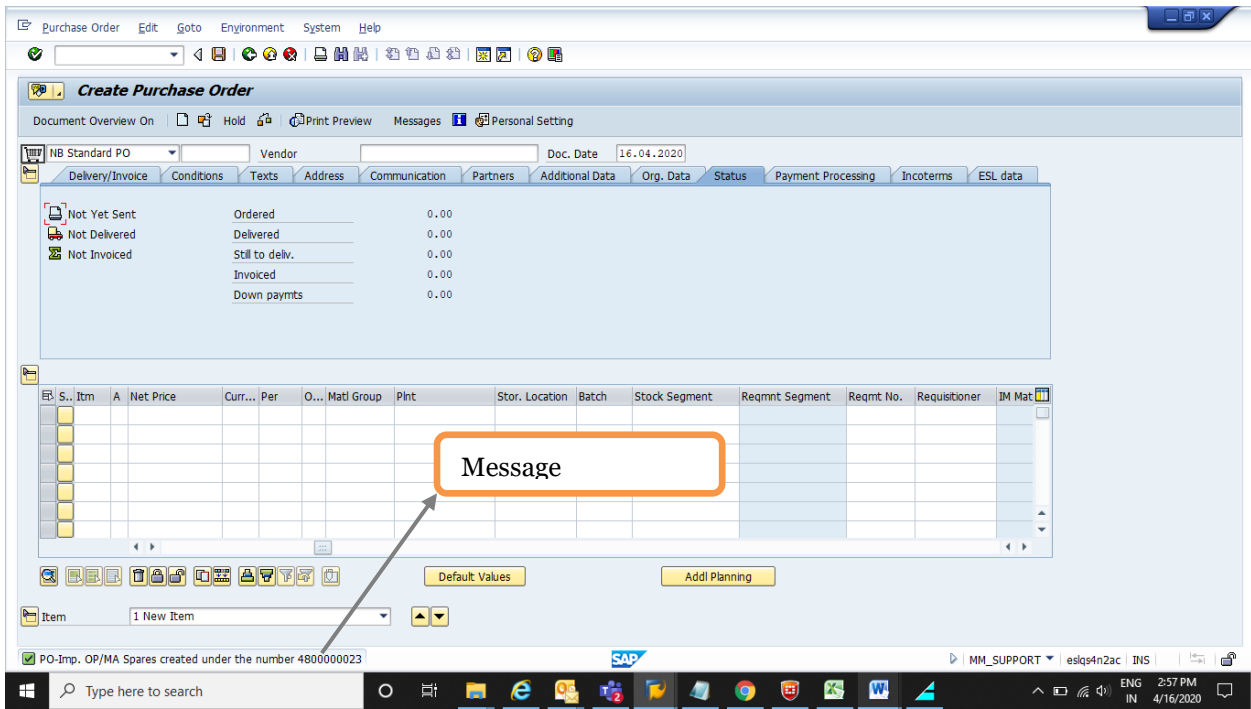 Purchase Order Edit Goto Environment System Help
Create Purchase Order
Document Overview On Hold Print Preview Messages Personal Setting
NB Standard PO Vendor Doc. Date 16.04.2020
Delivery/Invoice Conditions Texts Address Communication Partners Additional Data Org. Data Status Payment Processing Incoterms ESL data
Not Yet Sent Ordered 0.00
Not Delivered Delivered 0.00
Not Invoiced Still to deliv. 0.00
Invoiced 0.00
Down paymts 0.00
S.. Itm A Net Price Curr... Per O... Matl Group Plnt Stor. Location Batch Stock Segment Reqmnt Segment Reqmt No. Requisitioner IM Mat
Message
Default Values Addl Planning
Item 1 New Item
PO-Imp. OP/MA Spares created under the number 4800000023 SAP MM_SUPPORT eslqs4n2ac INS
Type here to search ENG 2:57 PM
IN 4/16/2020